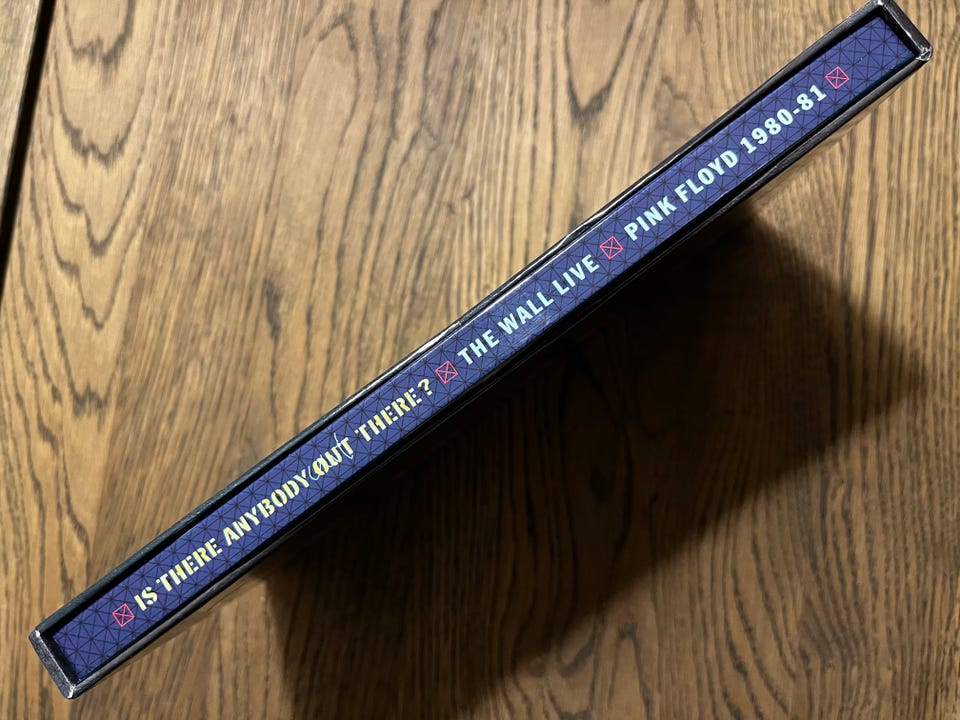 IS THERE ANYBODY OUT THERE? THE WALL LIVE PINK FLOYD 1980-81